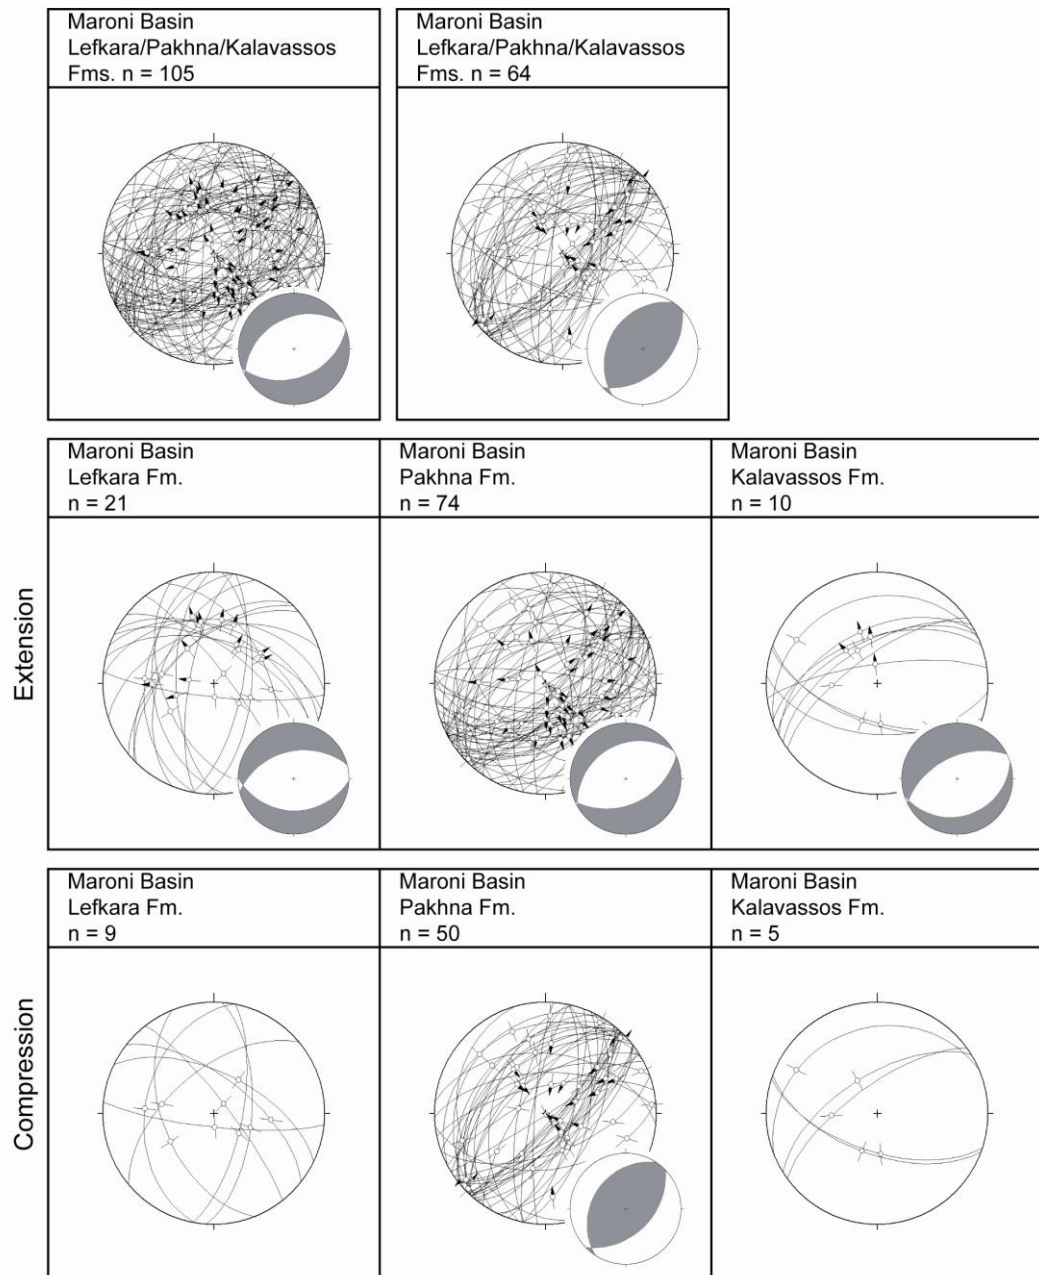 Maroni Basin
Lefkara/Pakhna/Kalavassos
Fms. n = 105
Maroni Basin
Lefkara/Pakhna/Kalavassos
Fms. n = 64
Extension
Maroni Basin
Lefkara Fm.
n = 21
Maroni Basin
Pakhna Fm.
n = 74
Maroni Basin
Kalavassos Fm.
n = 10
Compression
Maroni Basin
Lefkara Fm.
n = 9
Maroni Basin
Pakhna Fm.
n = 50
Maroni Basin
Kalavassos Fm.
n = 5